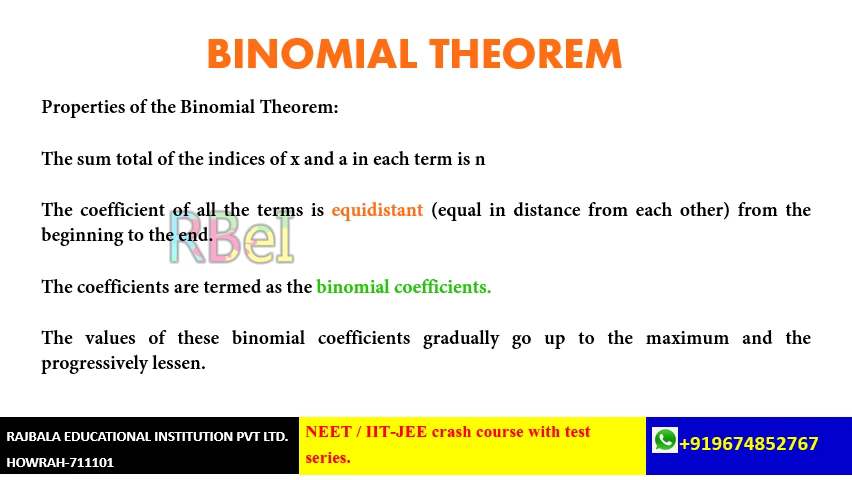 BINOMIAL THEOREM
Properties of the Binomial Theorem:
The sum total of the indices of x and a in each term is n
The coefficient of all the terms is equidistant (equal in distance from each other) from the
beginning to the end.
RBeI
The coefficients are termed as the binomial coefficients.
The values of these binomial coefficients gradually go up to the maximum and the
progressively lessen.
RAJBALA EDUCATIONAL INSTITUTION PVT LTD.
HOWRAH-711101
NEET / IIT-JEE crash course with test
series.
+919674852767